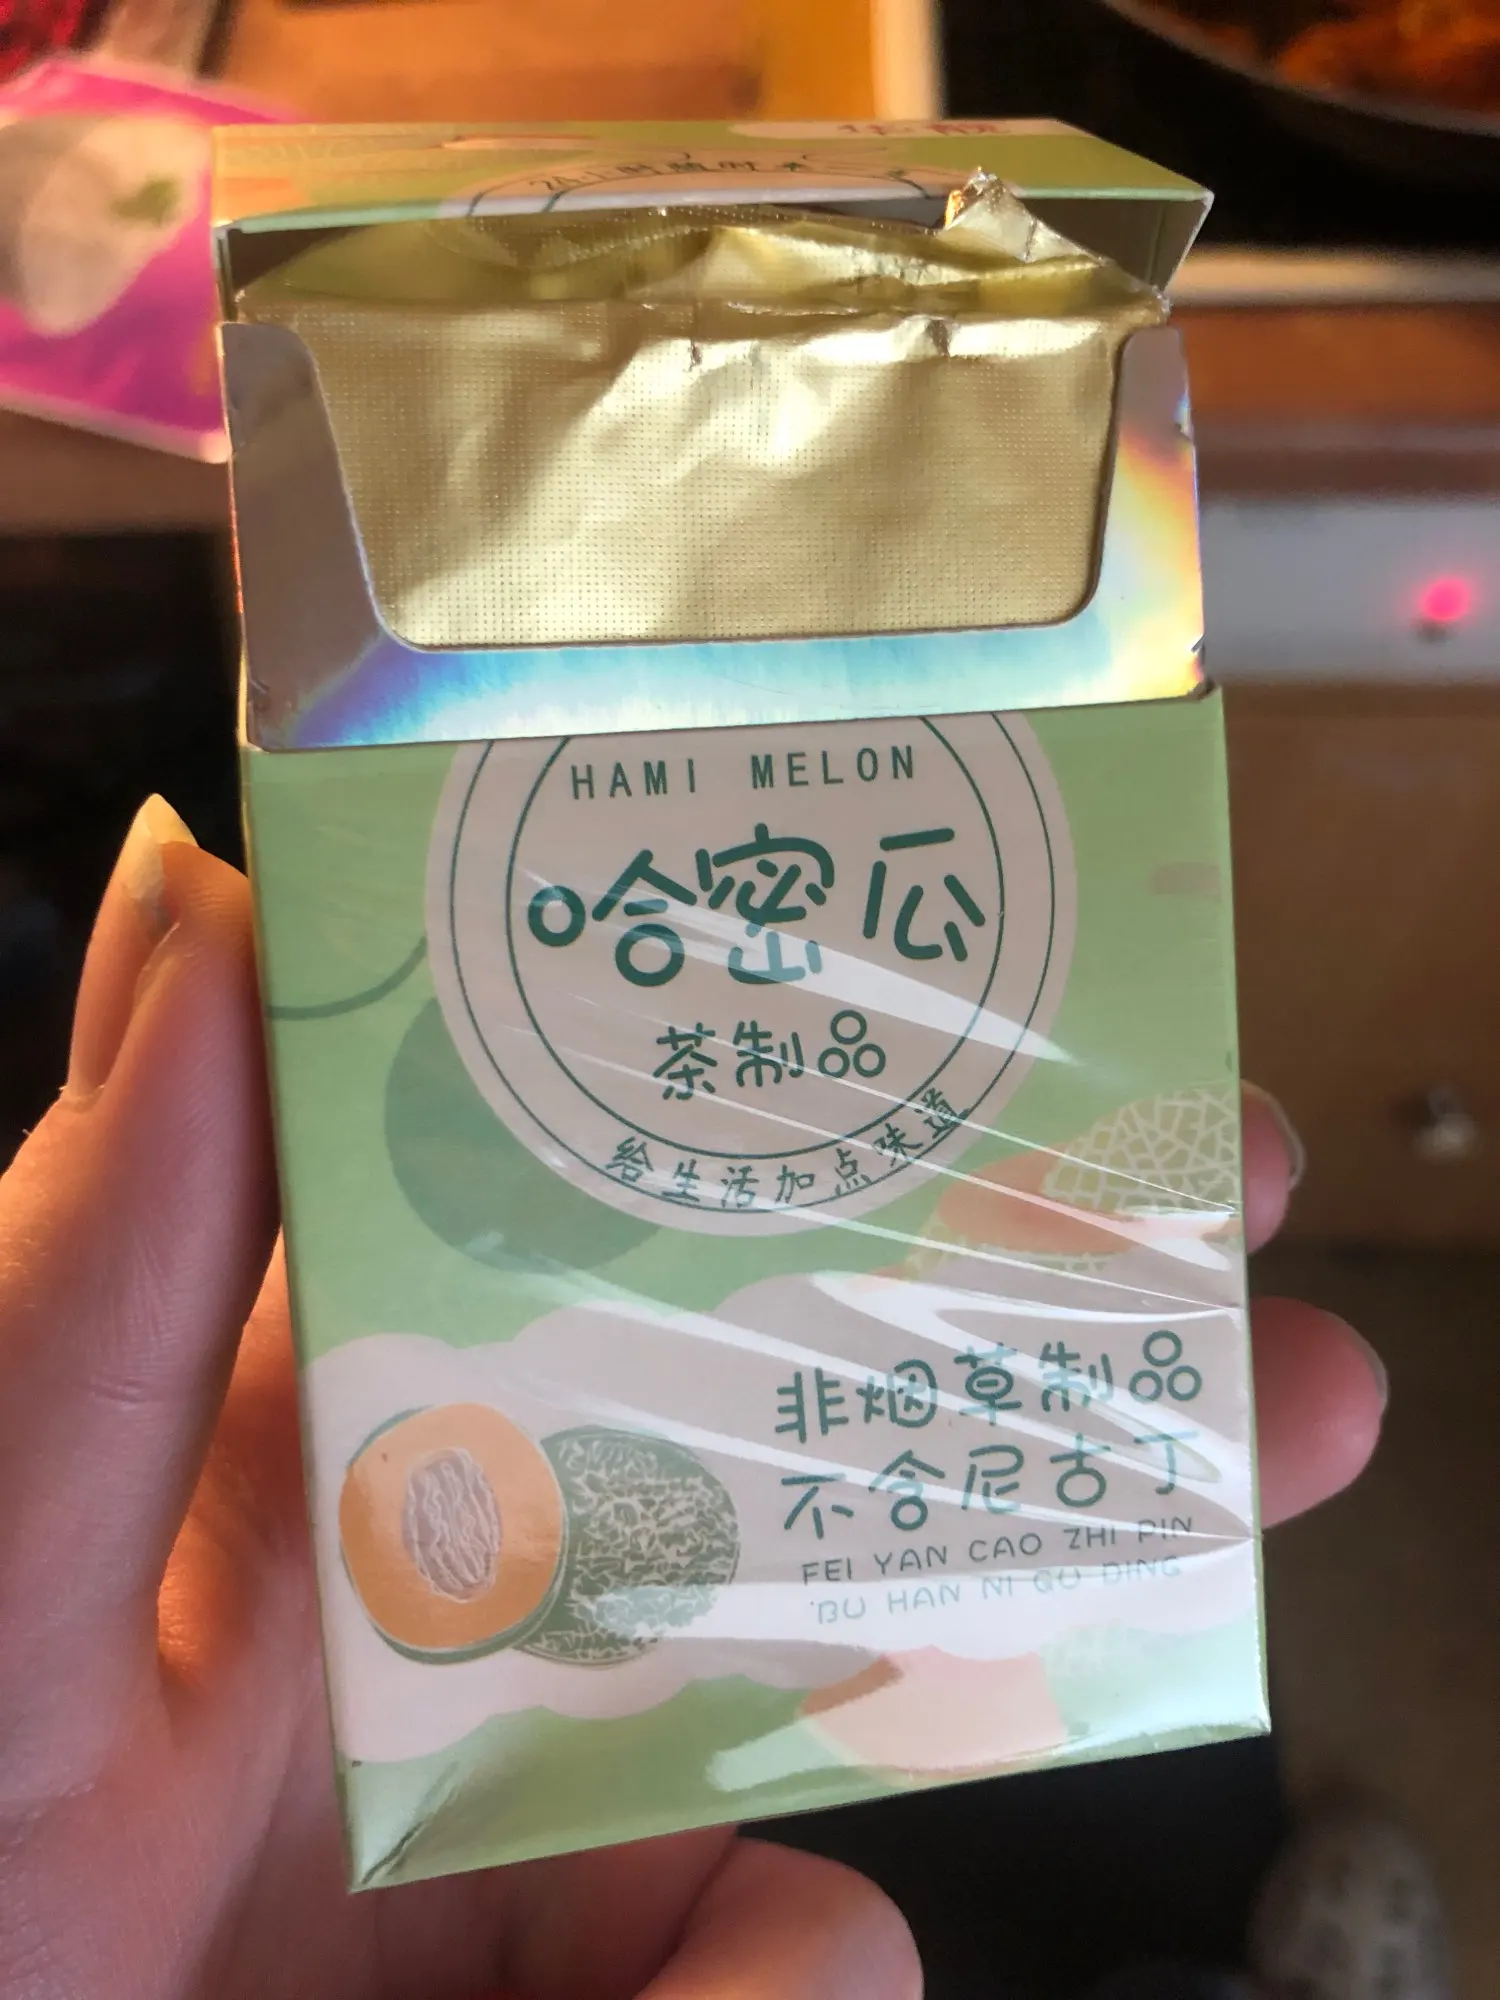 HAMI MELON
哈密瓜
茶制品
给生活加点味道
非烟草制品
不含尼古丁
FEI YAN CAO ZHI PIN
BU HAN NI GU DING